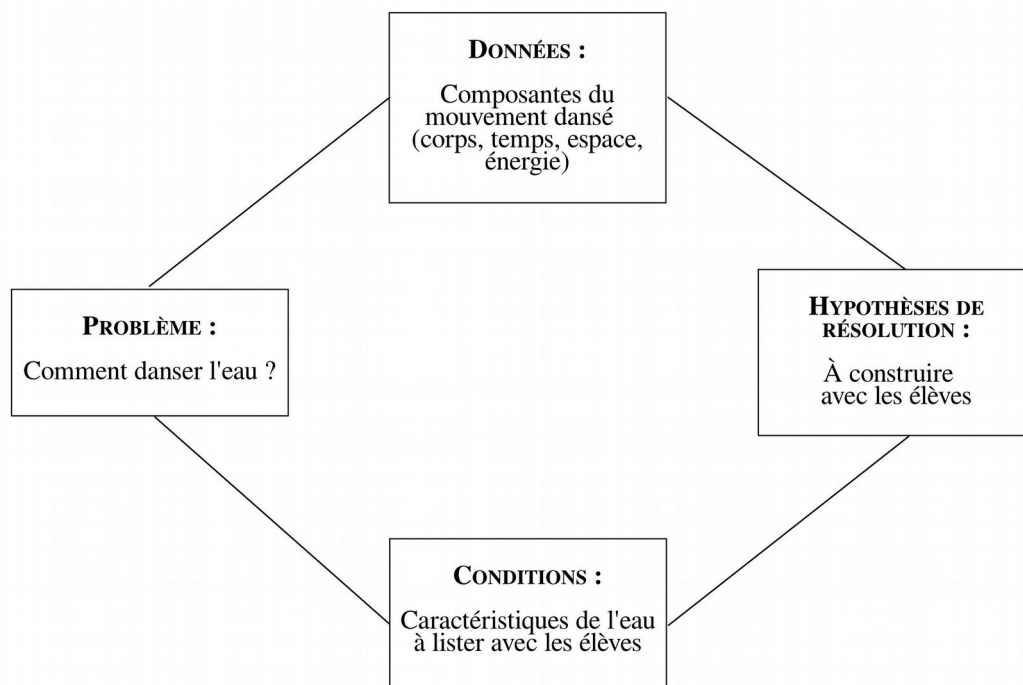 DONNÉES :
Composantes du
mouvement dansé
(corps, temps, espace,
énergie)
PROBLÈME :
Comment danser l'eau ?
HYPOTHÈSES DE
RÉSOLUTION :
À construire
avec les élèves
CONDITIONS :
Caractéristiques de l'eau
à lister avec les élèves